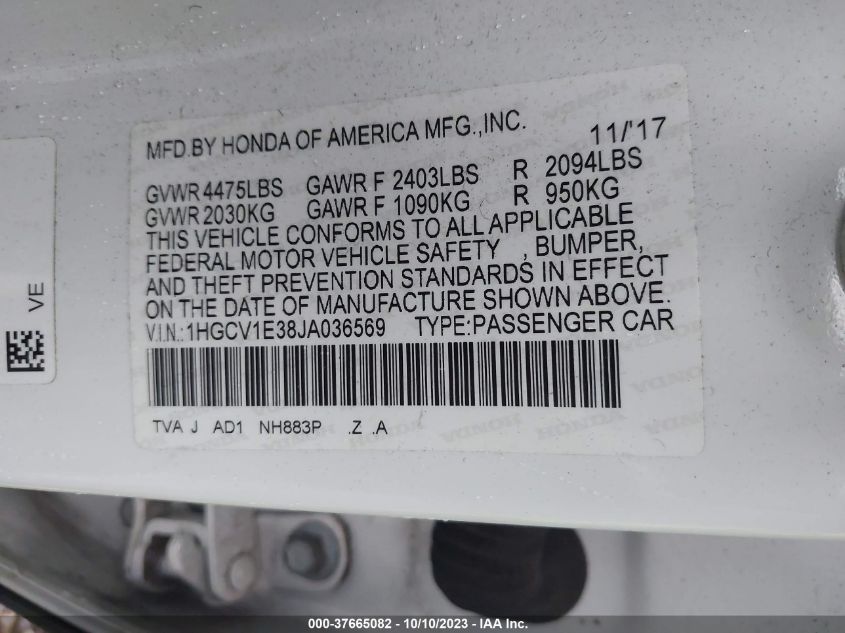 MFD.BY HONDA OF AMERICA MFG.,INC. 11/'17
GVWR 4475LBS GAWR F 2403LBS R 2094LBS
GVWR 2030KG GAWR F 1090KG R 950KG
THIS VEHICLE CONFORMS TO ALL APPLICABLE
FEDERAL MOTOR VEHICLE SAFETY , BUMPER,
AND THEFT PREVENTION STANDARDS IN EFFECT
ON THE DATE OF MANUFACTURE SHOWN ABOVE.
V.I.N.:1HGCV1E38JA036569 TYPE:PASSENGER CAR
TVA J AD1 NH883P .Z .A
VE
HONDA HONDA HONDA
000-37665082 - 10/10/2023 - IAA Inc.